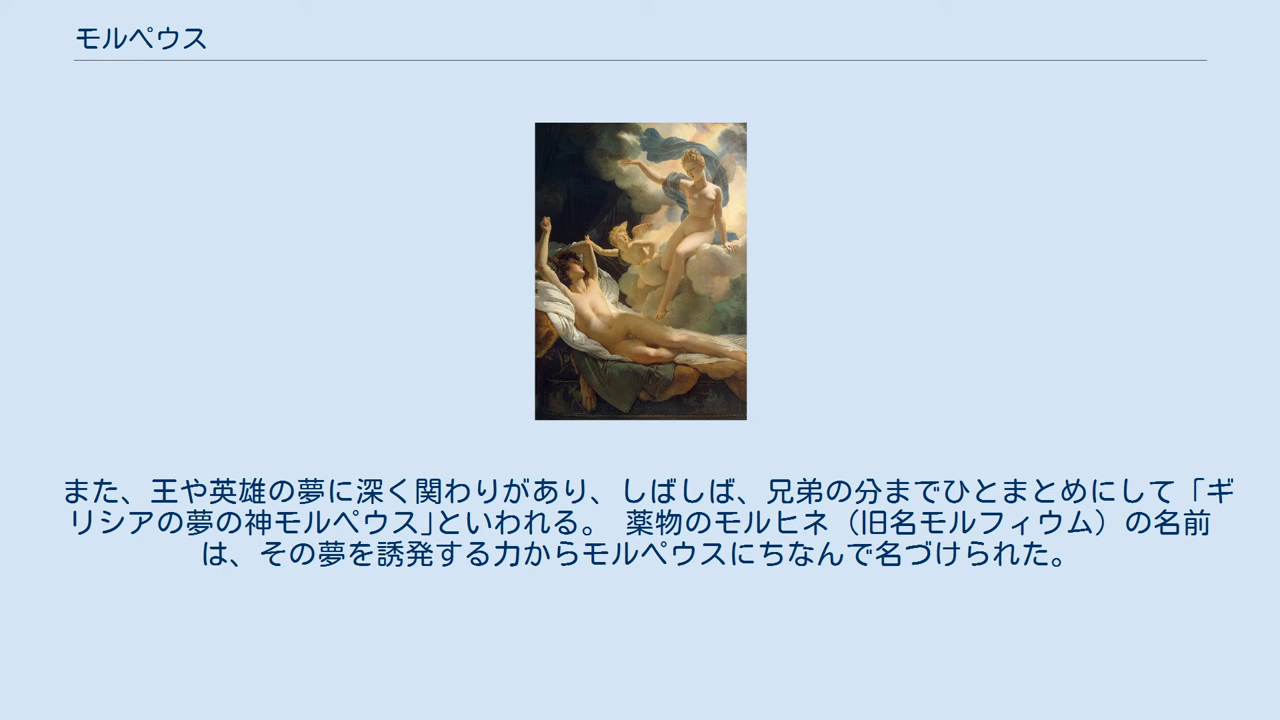 モルペウス
また、王や英雄の夢に深く関わりがあり、しばしば、兄弟の分までひとまとめにして「ギ
リシアの夢の神モルペウス」といわれる。 薬物のモルヒネ（旧名モルフィウム）の名前
は、その夢を誘発する力からモルペウスにちなんで名づけられた。